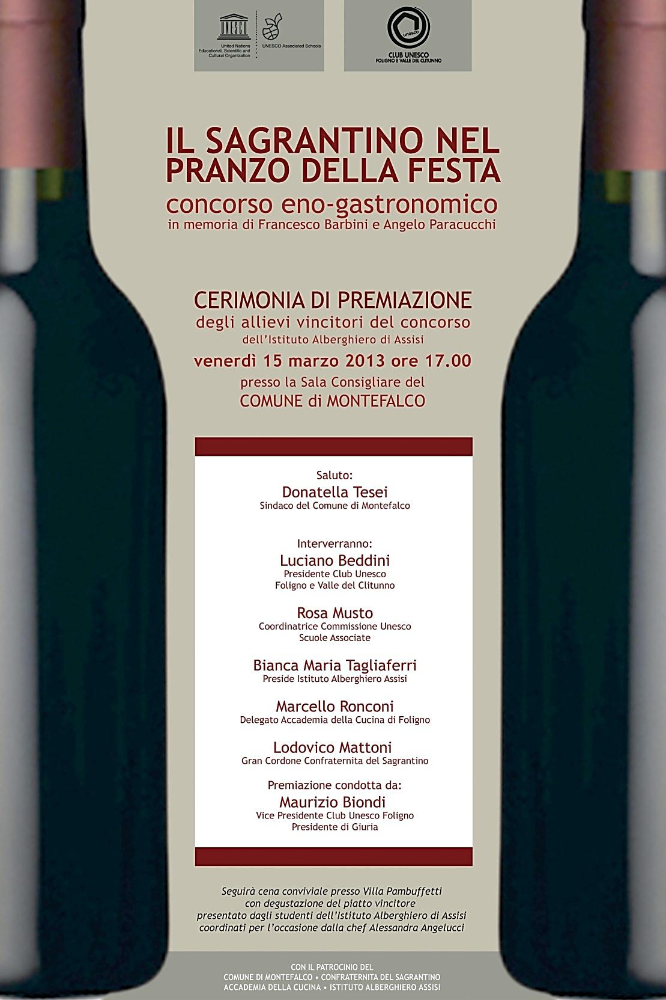 UNESCO
United Nations
Educational, Scientific and
Cultural Organization
UNESCO Associated Schools
unesco
CLUB UNESCO
FOLIGNO E VALLE DEL CLITUNNO
IL SAGRANTINO NEL
PRANZO DELLA FESTA
concorso eno-gastronomico
in memoria di Francesco Barbini e Angelo Paracucchi
CERIMONIA DI PREMIAZIONE
degli allievi vincitori del concorso
dell'Istituto Alberghiero di Assisi
venerdì 15 marzo 2013 ore 17.00
presso la Sala Consigliare del
COMUNE di MONTEFALCO
Saluto:
Donatella Tesei
Sindaco del Comune di Montefalco
Interverranno:
Luciano Beddini
Presidente Club Unesco
Foligno e Valle del Clitunno
Rosa Musto
Coordinatrice Commissione Unesco
Scuole Associate
Bianca Maria Tagliaferri
Preside Istituto Alberghiero Assisi
Marcello Ronconi
Delegato Accademia della Cucina di Foligno
Lodovico Mattoni
Gran Cordone Confraternita del Sagrantino
Premiazione condotta da:
Maurizio Biondi
Vice Presidente Club Unesco Foligno
Presidente di Giuria
Seguirà cena conviviale presso Villa Pambuffetti
con degustazione del piatto vincitore
presentato dagli studenti dell'Istituto Alberghiero di Assisi
coordinati per l'occasione dalla chef Alessandra Angelucci
CON IL PATROCINIO DEL
COMUNE DI MONTEFALCO • CONFRATERNITA DEL SAGRANTINO
ACCADEMIA DELLA CUCINA • ISTITUTO ALBERGHIERO ASSISI